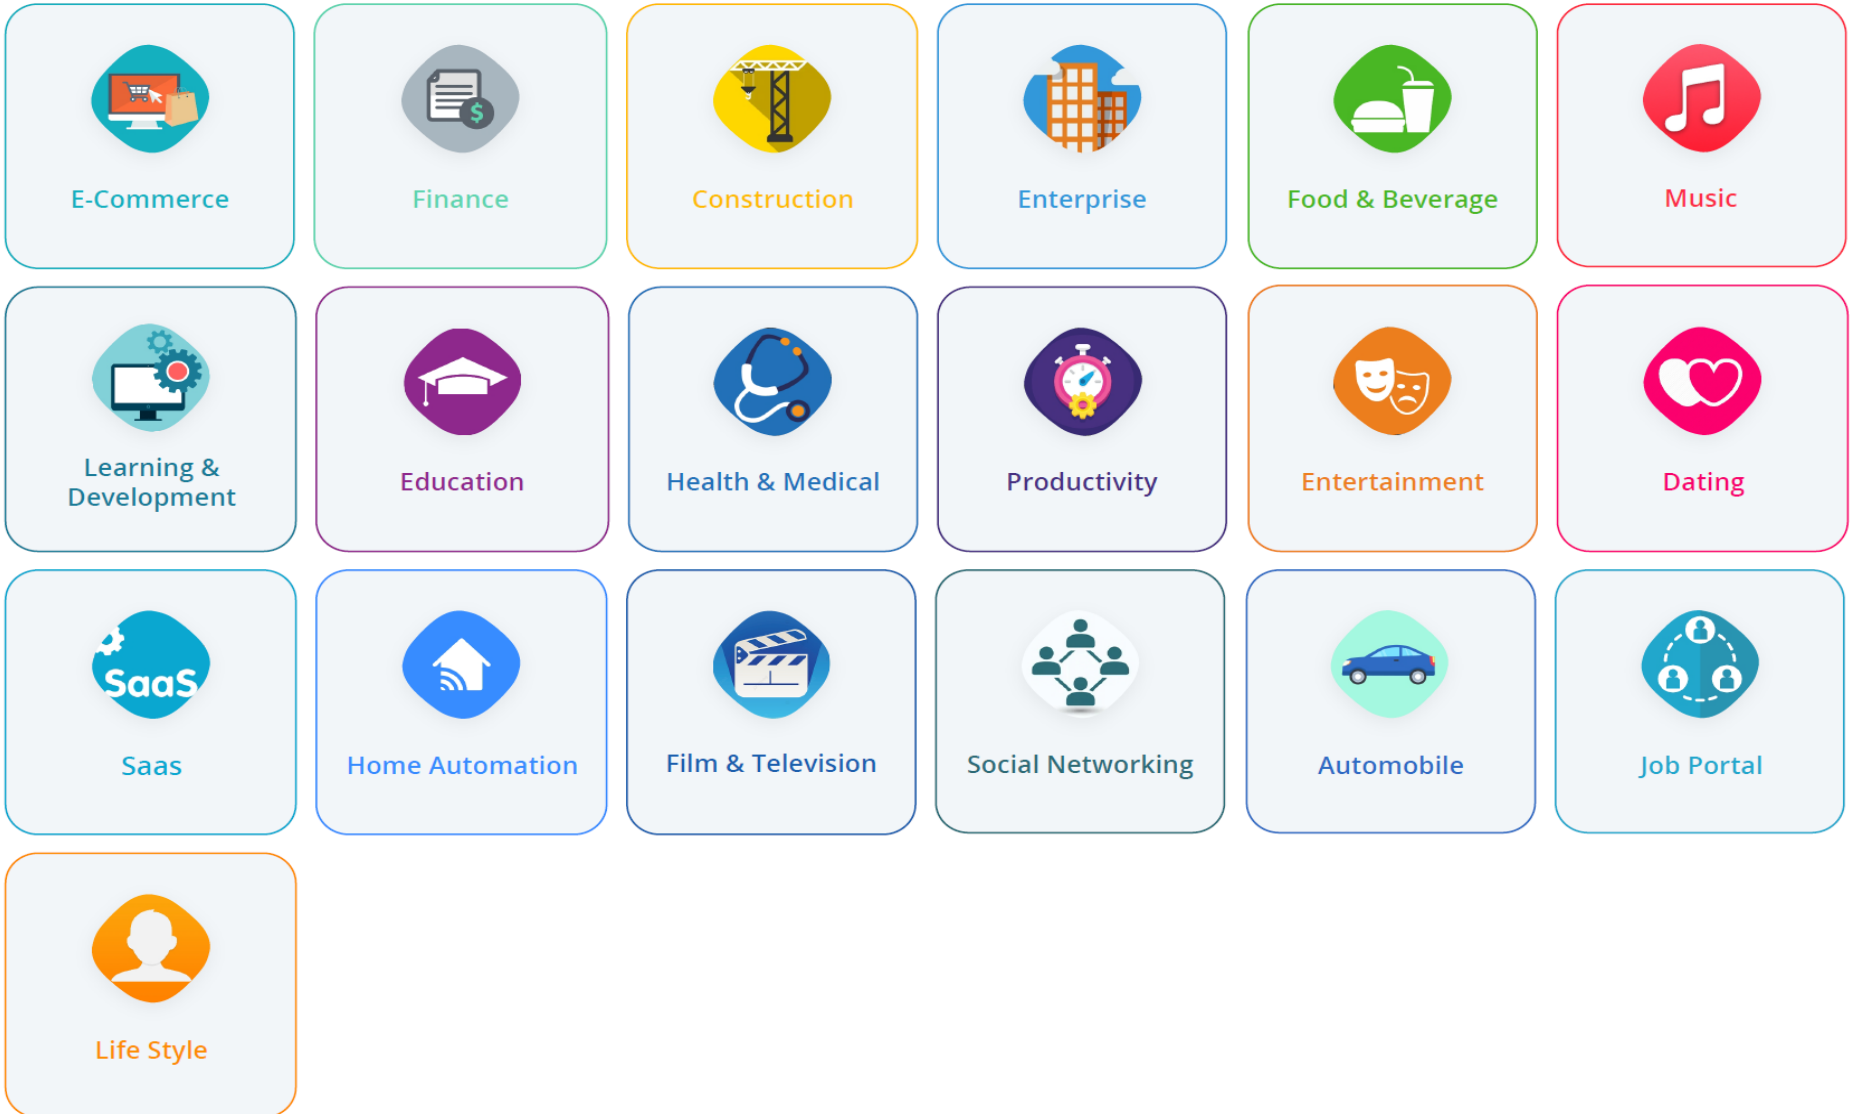 E-Commerce
Finance
Construction
Enterprise
Food & Beverage
Music
Learning &
Development
Education
Health & Medical
Productivity
Entertainment
Dating
SaaS
Saas
Home Automation
Film & Television
Social Networking
Automobile
Job Portal
Life Style
$